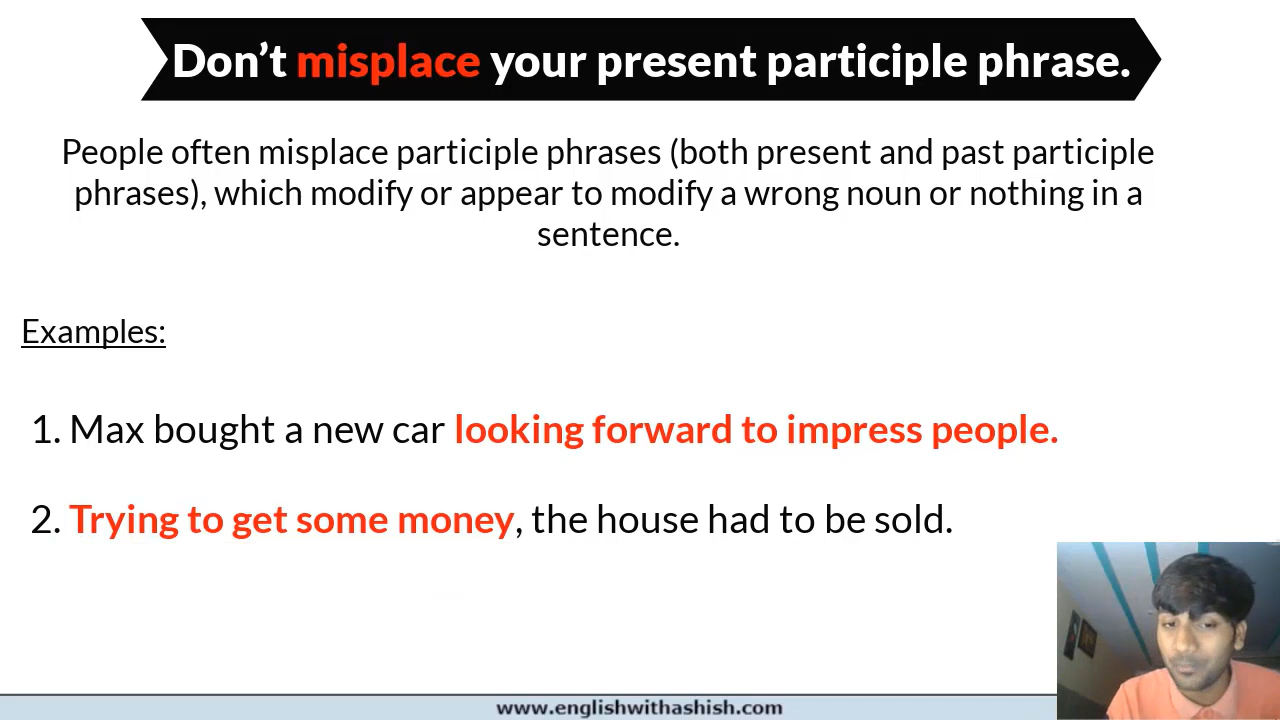 Don’t misplace your present participle phrase.
People often misplace participle phrases (both present and past participle
phrases), which modify or appear to modify a wrong noun or nothing in a
sentence.
Examples:
1. Max bought a new car looking forward to impress people.
2. Trying to get some money, the house had to be sold.
www.englishwithashish.com